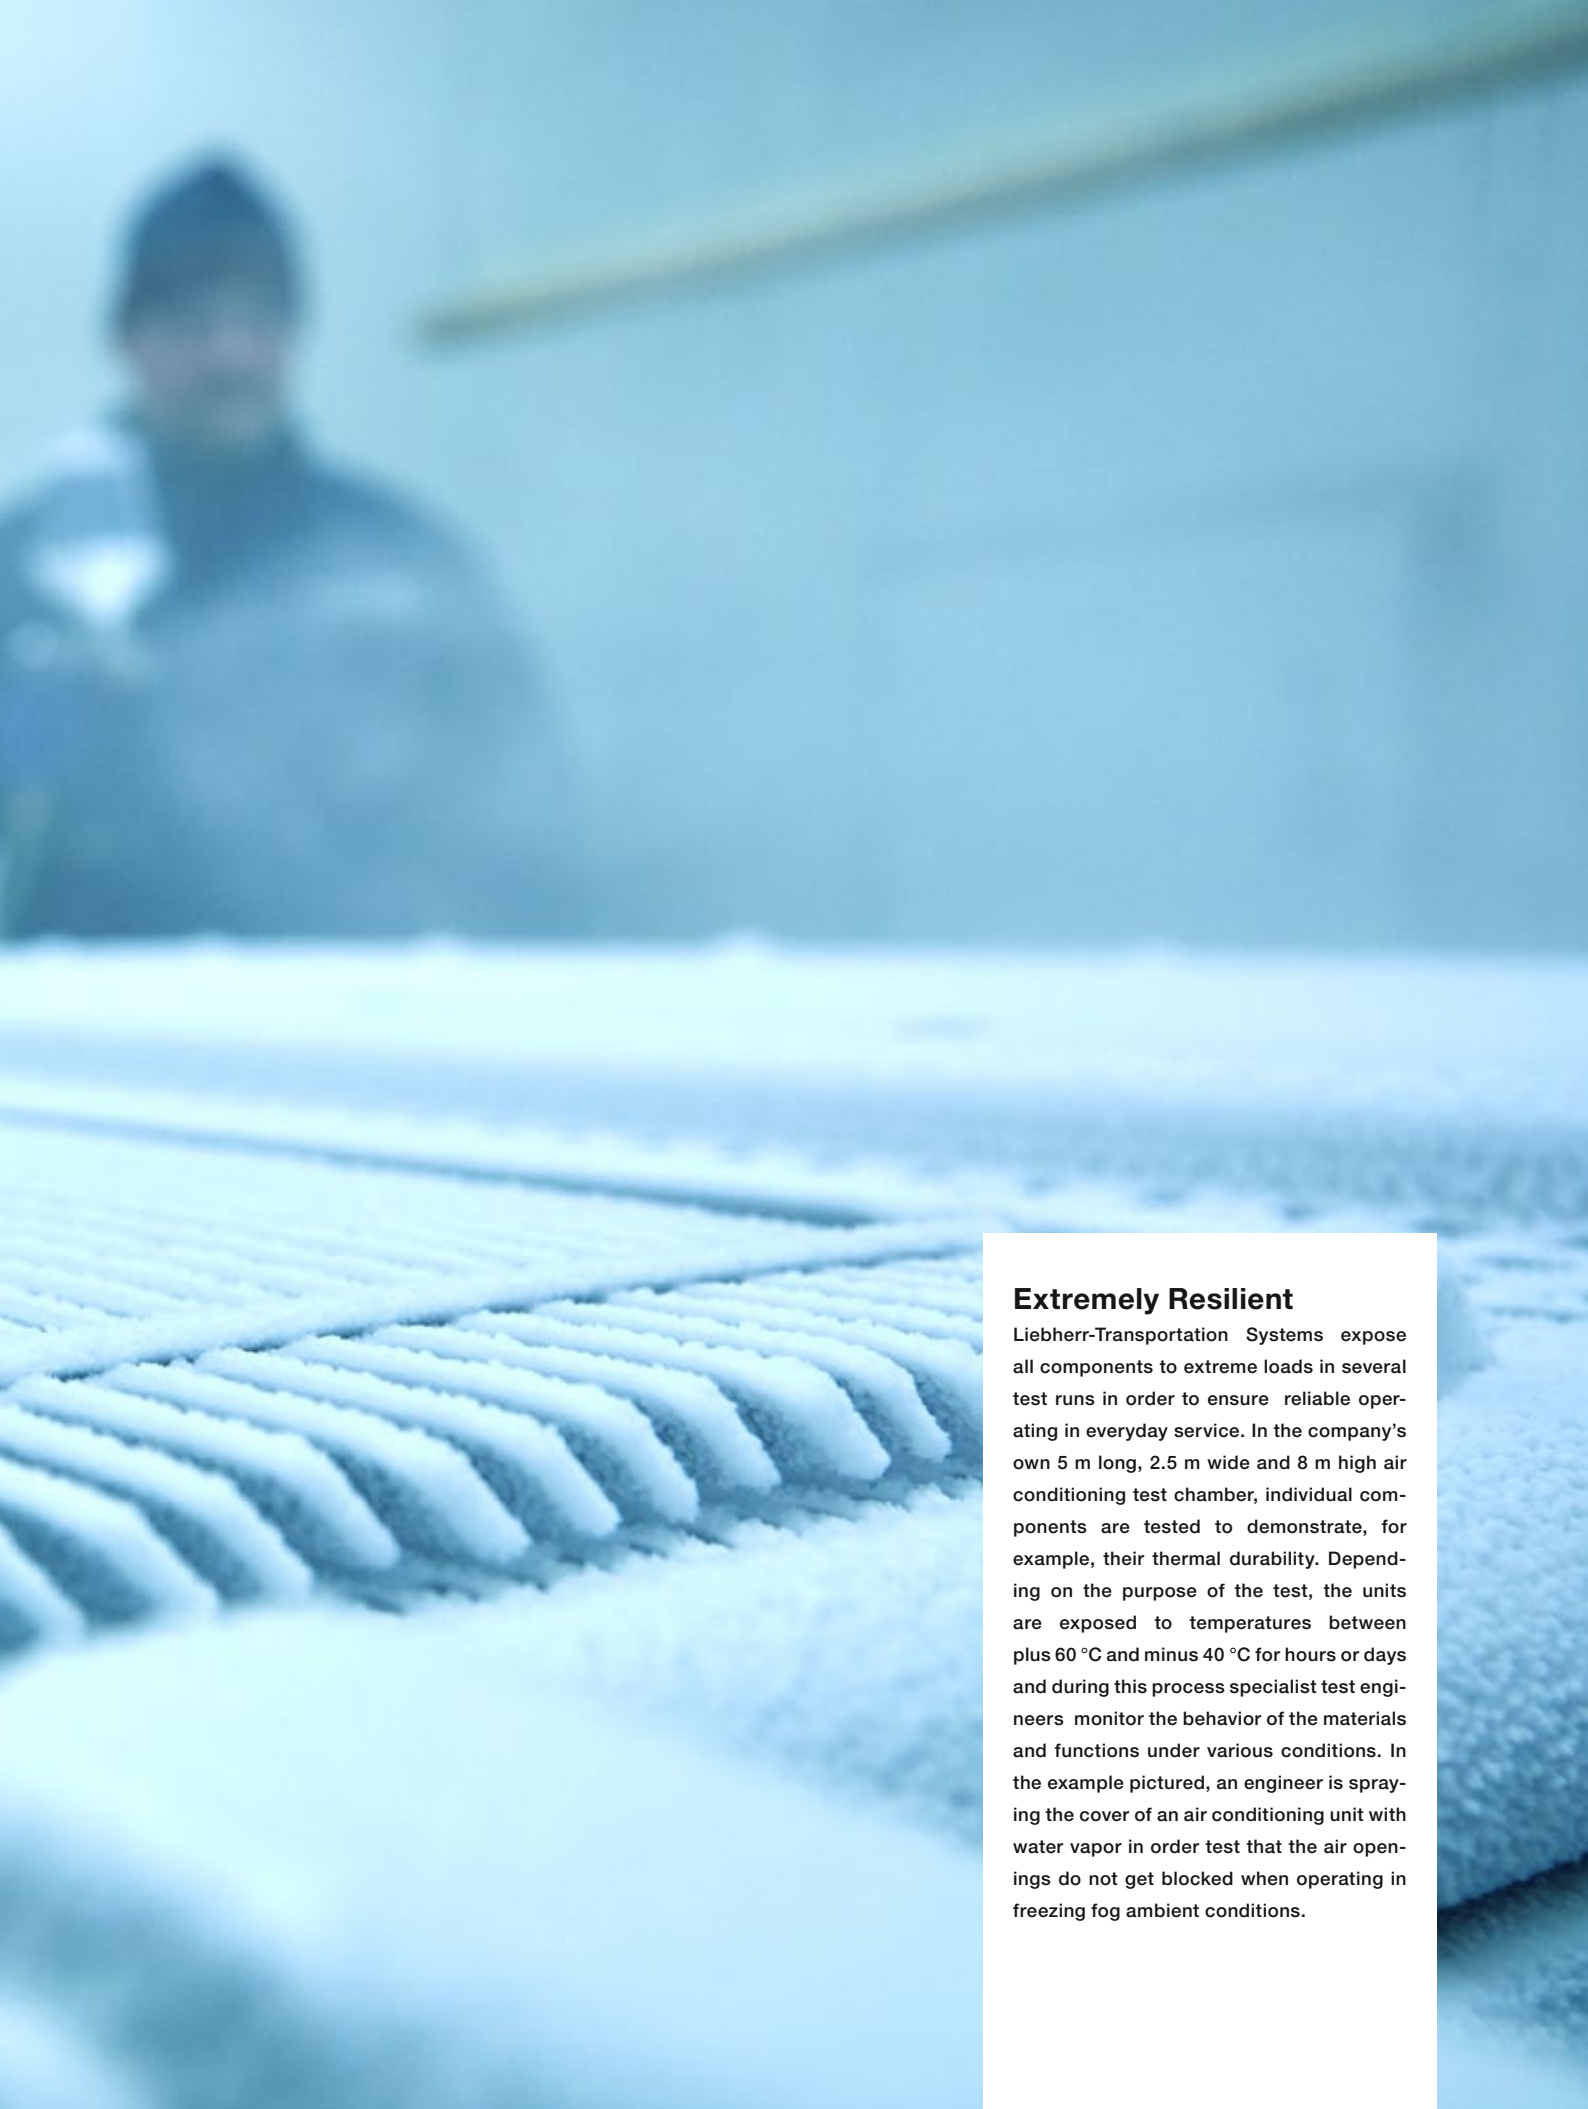 Extremely Resilient
Liebherr-Transportation Systems expose
all components to extreme loads in several
test runs in order to ensure reliable oper-
ating in everyday service. In the company’s
own 5 m long, 2.5 m wide and 8 m high air
conditioning test chamber, individual com-
ponents are tested to demonstrate, for
example, their thermal durability. Depend-
ing on the purpose of the test, the units
are exposed to temperatures between
plus 60 °C and minus 40 °C for hours or days
and during this process specialist test engi-
neers monitor the behavior of the materials
and functions under various conditions. In
the example pictured, an engineer is spray-
ing the cover of an air conditioning unit with
water vapor in order test that the air open-
ings do not get blocked when operating in
freezing fog ambient conditions.